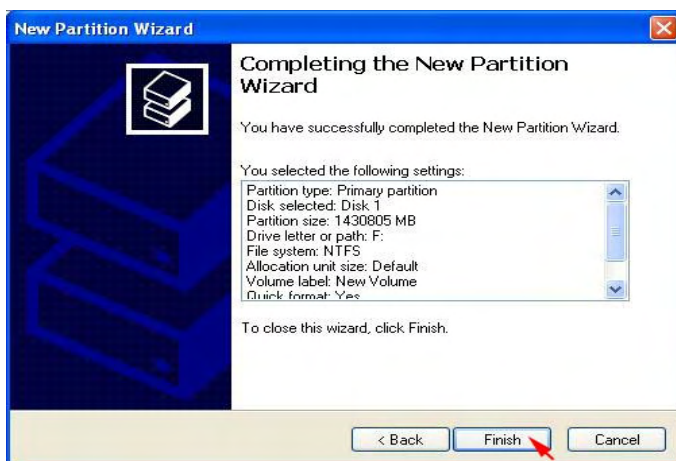 New Partition Wizard
Completing the New Partition
Wizard
You have successfully completed the New Partition Wizard.
You selected the following settings:
Partition type: Primary partition
Disk selected: Disk 1
Partition size: 1430805 MB
Drive letter or path: F:
File system: NTFS
Allocation unit size: Default
Volume label: New Volume
Quick format: Yes
To close this wizard, click Finish.
< Back Finish Cancel